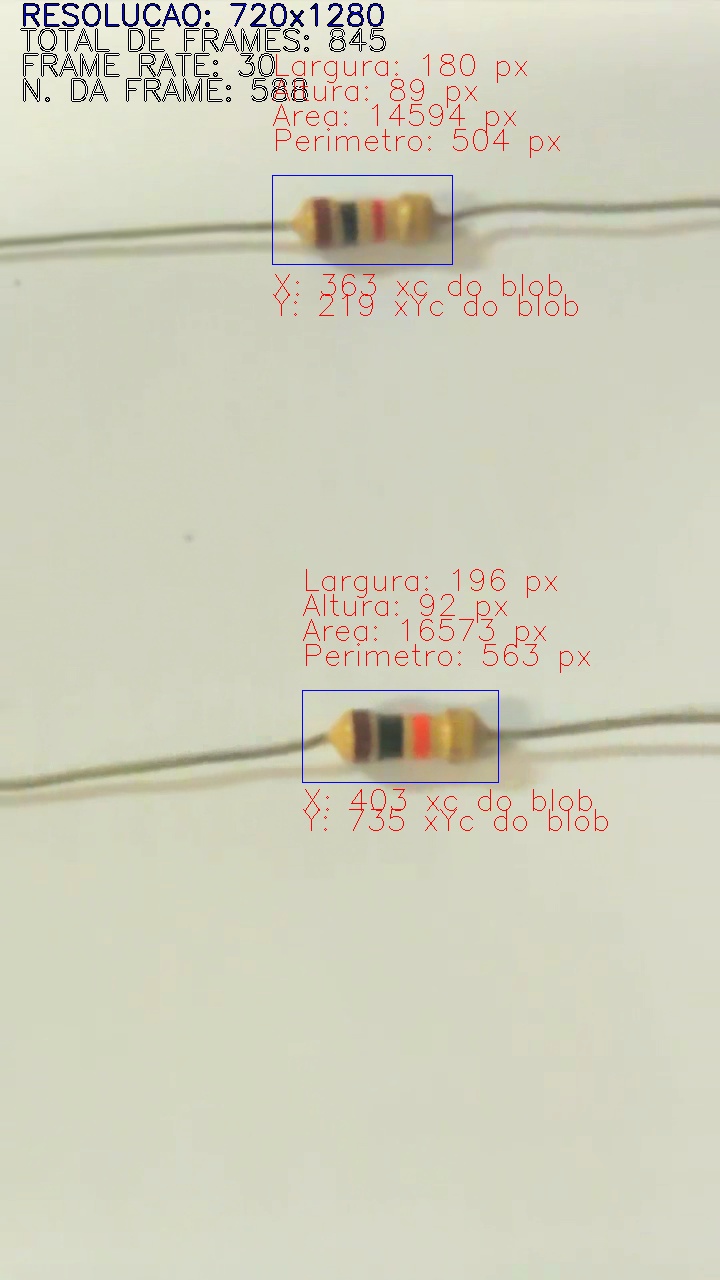 RESOLUCAO: 720x1280
TOTAL DE FRAMES: 845
FRAME RATE: 30
N. DA FRAME: 588
Largura: 180 px
Altura: 89 px
Area: 14594 px
Perimetro: 504 px
X: 363 xc do blob
Y: 219 xYc do blob
Largura: 196 px
Altura: 92 px
Area: 16573 px
Perimetro: 563 px
X: 403 xc do blob
Y: 735 xYc do blob